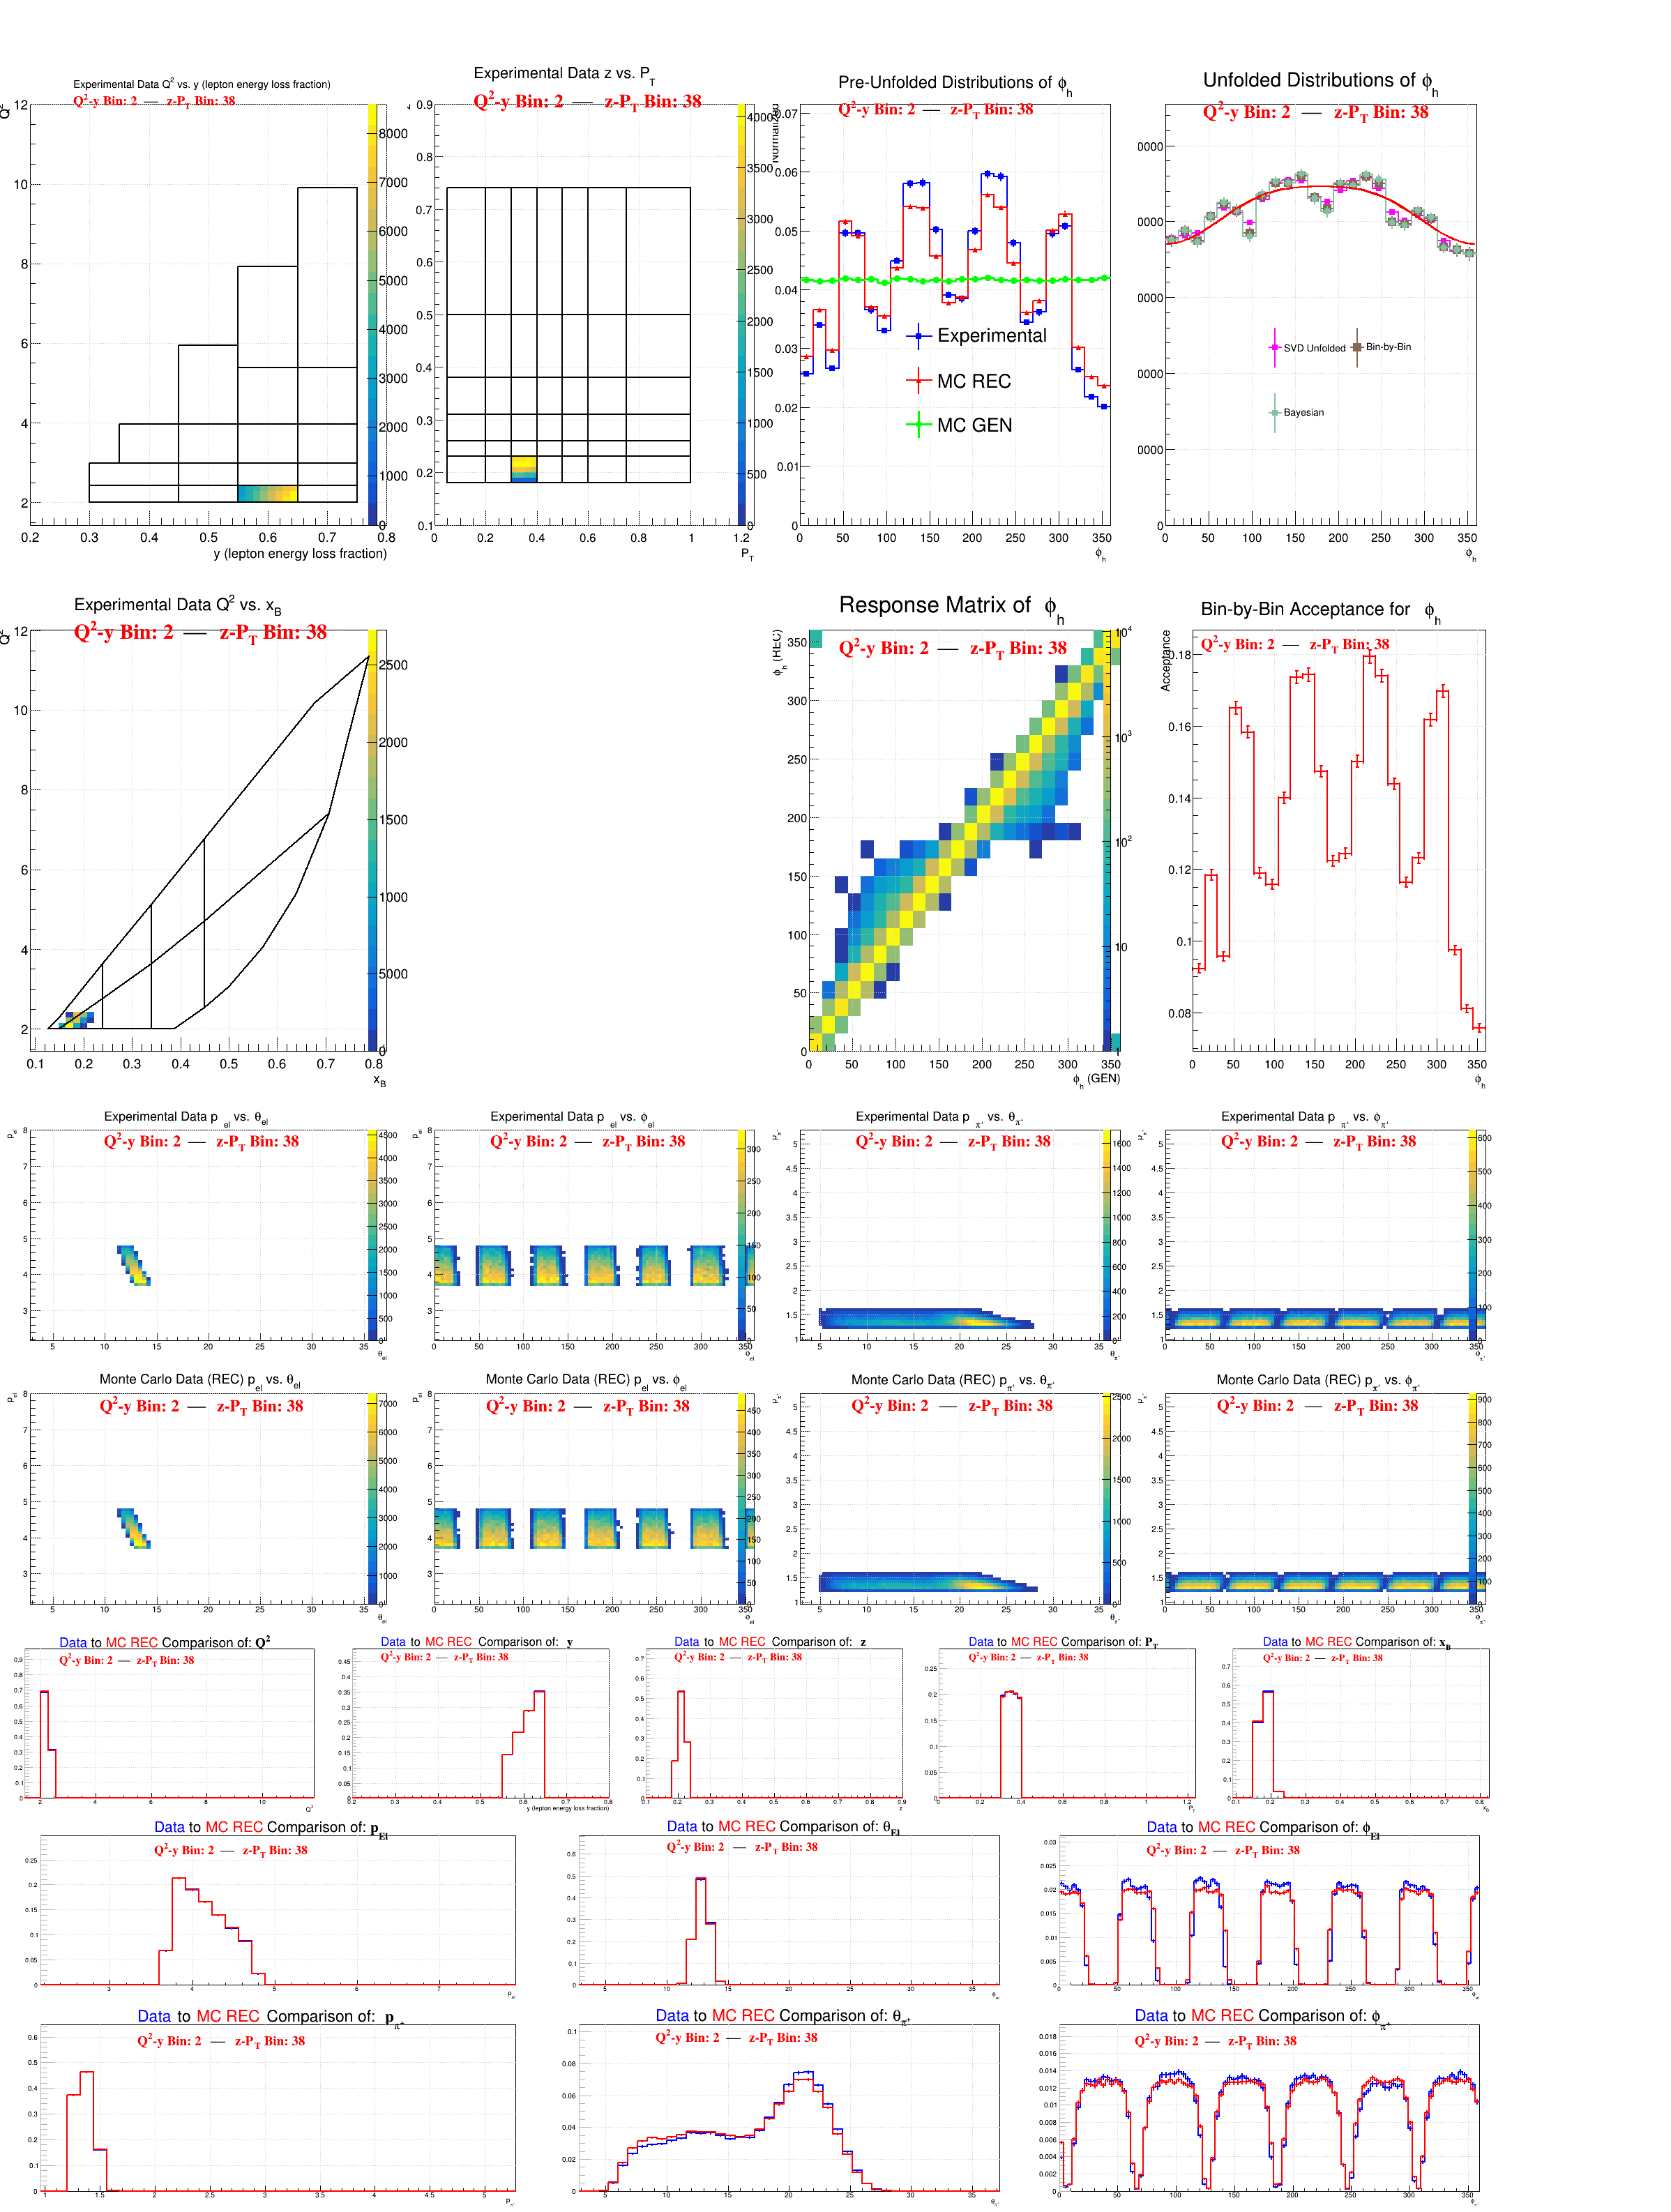 Experimental Data Q² vs. y (lepton energy loss fraction)
Q²-y Bin: 2 — z-P_T Bin: 38
y (lepton energy loss fraction)
Experimental Data z vs. P_T
Q²-y Bin: 2 — z-P_T Bin: 38
P_T
Pre-Unfolded Distributions of ϕ_h
Q²-y Bin: 2 — z-P_T Bin: 38
Experimental
MC REC
MC GEN
ϕ_h
Unfolded Distributions of ϕ_h
Q²-y Bin: 2 — z-P_T Bin: 38
SVD Unfolded
Bin-by-Bin
Bayesian
ϕ_h
Experimental Data Q² vs. x_B
Q²-y Bin: 2 — z-P_T Bin: 38
x_B
Response Matrix of ϕ_h
Q²-y Bin: 2 — z-P_T Bin: 38
ϕ_h (REC)
ϕ_h (GEN)
Bin-by-Bin Acceptance for ϕ_h
Q²-y Bin: 2 — z-P_T Bin: 38
Acceptance
ϕ_h
Experimental Data p_el vs. θ_el
Q²-y Bin: 2 — z-P_T Bin: 38
Experimental Data p_el vs. ϕ_el
Q²-y Bin: 2 — z-P_T Bin: 38
Experimental Data p_π⁺ vs. θ_π⁺
Q²-y Bin: 2 — z-P_T Bin: 38
Experimental Data p_π⁺ vs. ϕ_π⁺
Q²-y Bin: 2 — z-P_T Bin: 38
Monte Carlo Data (REC) p_el vs. θ_el
Q²-y Bin: 2 — z-P_T Bin: 38
Monte Carlo Data (REC) p_el vs. ϕ_el
Q²-y Bin: 2 — z-P_T Bin: 38
Monte Carlo Data (REC) p_π⁺ vs. θ_π⁺
Q²-y Bin: 2 — z-P_T Bin: 38
Monte Carlo Data (REC) p_π⁺ vs. ϕ_π⁺
Q²-y Bin: 2 — z-P_T Bin: 38
Data to MC REC Comparison of: Q²
Q²-y Bin: 2 — z-P_T Bin: 38
Q²
Data to MC REC Comparison of: y
Q²-y Bin: 2 — z-P_T Bin: 38
y (lepton energy loss fraction)
Data to MC REC Comparison of: z
Q²-y Bin: 2 — z-P_T Bin: 38
z
Data to MC REC Comparison of: P_T
Q²-y Bin: 2 — z-P_T Bin: 38
P_T
Data to MC REC Comparison of: x_B
Q²-y Bin: 2 — z-P_T Bin: 38
x_B
Data to MC REC Comparison of: p_El
Q²-y Bin: 2 — z-P_T Bin: 38
Data to MC REC Comparison of: θ_El
Q²-y Bin: 2 — z-P_T Bin: 38
Data to MC REC Comparison of: ϕ_El
Q²-y Bin: 2 — z-P_T Bin: 38
Data to MC REC Comparison of: p_π⁺
Q²-y Bin: 2 — z-P_T Bin: 38
Data to MC REC Comparison of: θ_π⁺
Q²-y Bin: 2 — z-P_T Bin: 38
Data to MC REC Comparison of: ϕ_π⁺
Q²-y Bin: 2 — z-P_T Bin: 38